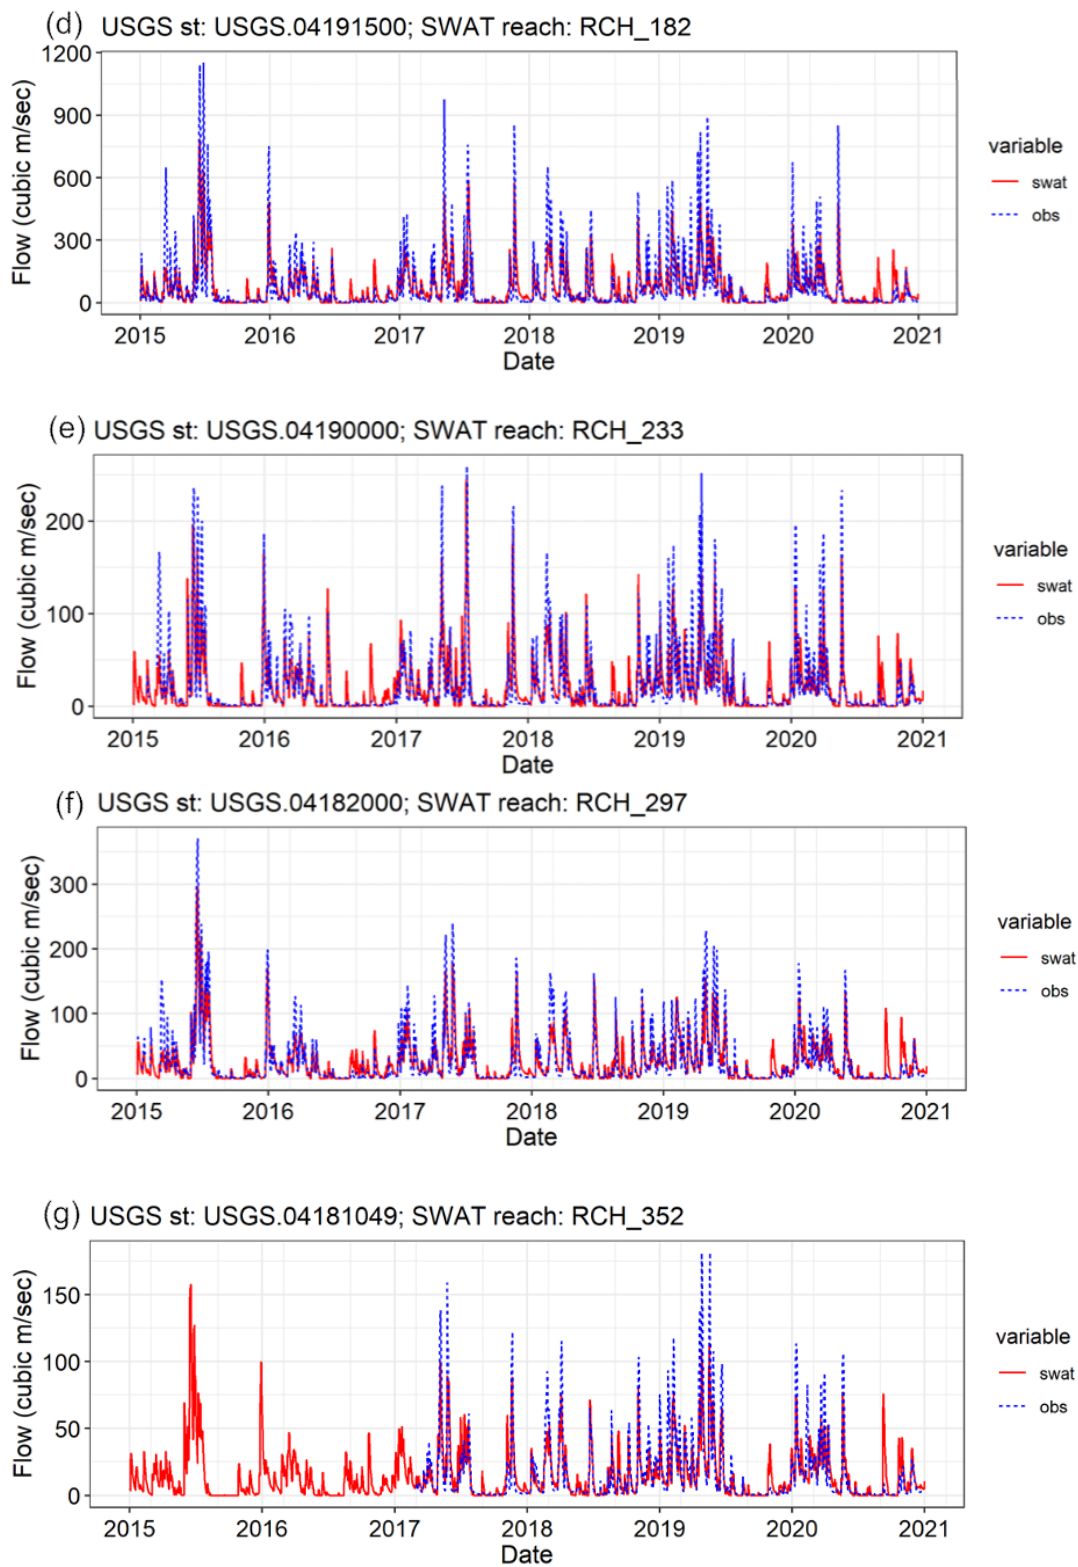 (d) USGS st: USGS.04191500; SWAT reach: RCH_182
1200
900
600
300
0
Flow (cubic m/sec)
2015 2016 2017 2018 2019 2020 2021
Date
variable
swat
obs
(e) USGS st: USGS.04190000; SWAT reach: RCH_233
200
100
0
Flow (cubic m/sec)
2015 2016 2017 2018 2019 2020 2021
Date
variable
swat
obs
(f) USGS st: USGS.04182000; SWAT reach: RCH_297
300
200
100
0
Flow (cubic m/sec)
2015 2016 2017 2018 2019 2020 2021
Date
variable
swat
obs
(g) USGS st: USGS.04181049; SWAT reach: RCH_352
150
100
50
0
Flow (cubic m/sec)
2015 2016 2017 2018 2019 2020 2021
Date
variable
swat
obs